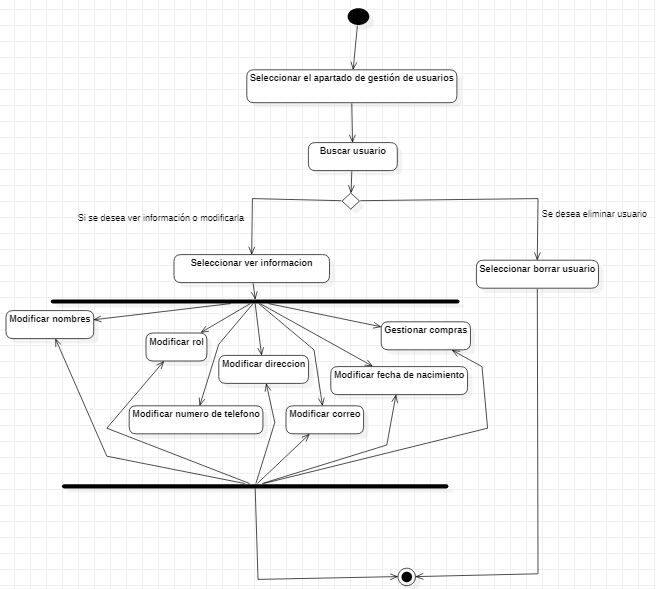 Seleccionar el apartado de gestión de usuarios
Buscar usuario
Si se desea ver información o modificarla
Se desea eliminar usuario
Seleccionar ver informacion
Seleccionar borrar usuario
Modificar nombres
Modificar rol
Gestionar compras
Modificar direccion
Modificar fecha de nacimiento
Modificar numero de telefono
Modificar correo